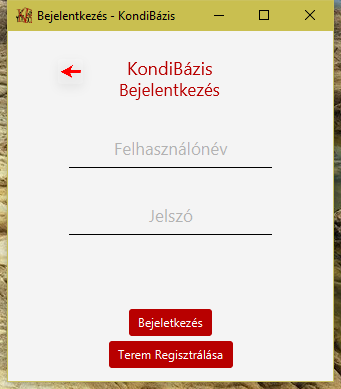 Bejelentkezés - KondiBázis
KondiBázis
Bejelentkezés
Felhasználónév
Jelszó
Bejeletkezés
Terem Regisztrálása